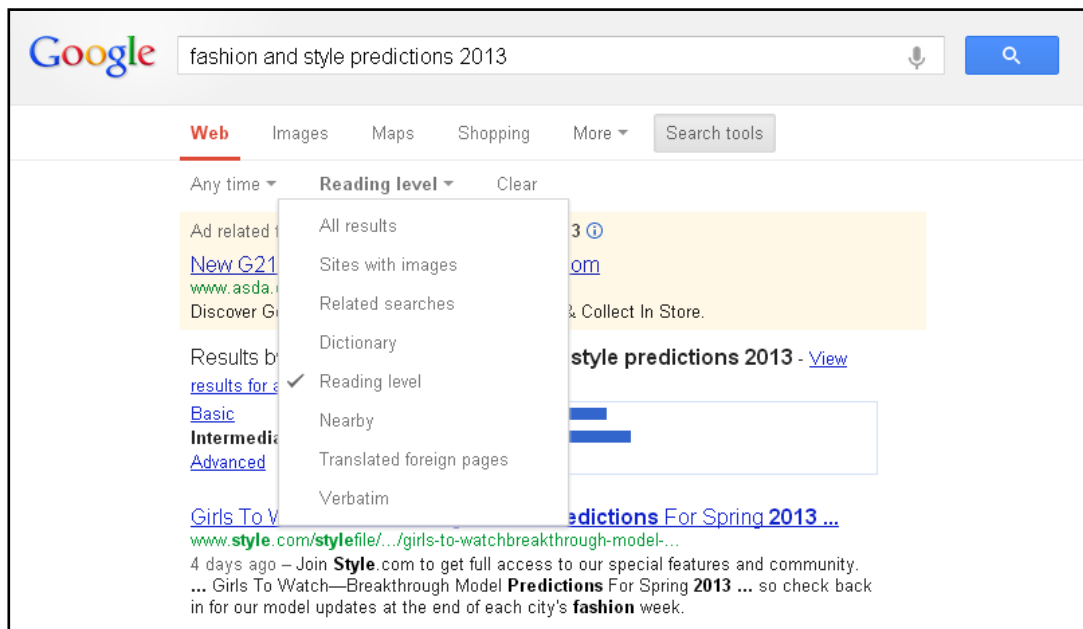 Google fashion and style predictions 2013
Web Images Maps Shopping More Search tools
Any time Reading level Clear
All results
Sites with images
Related searches
Dictionary
Reading level
Nearby
Translated foreign pages
Verbatim
Ad related 3
New G21 om
www.asda.
Discover G & Collect In Store.
Results b style predictions 2013 - View
results for a
Basic
Intermedia
Advanced
Girls To W edictions For Spring 2013 ...
www.style.com/stylefile/.../girls-to-watchbreakthrough-model-...
4 days ago – Join Style.com to get full access to our special features and community.
... Girls To Watch—Breakthrough Model Predictions For Spring 2013 ... so check back
in for our model updates at the end of each city's fashion week.